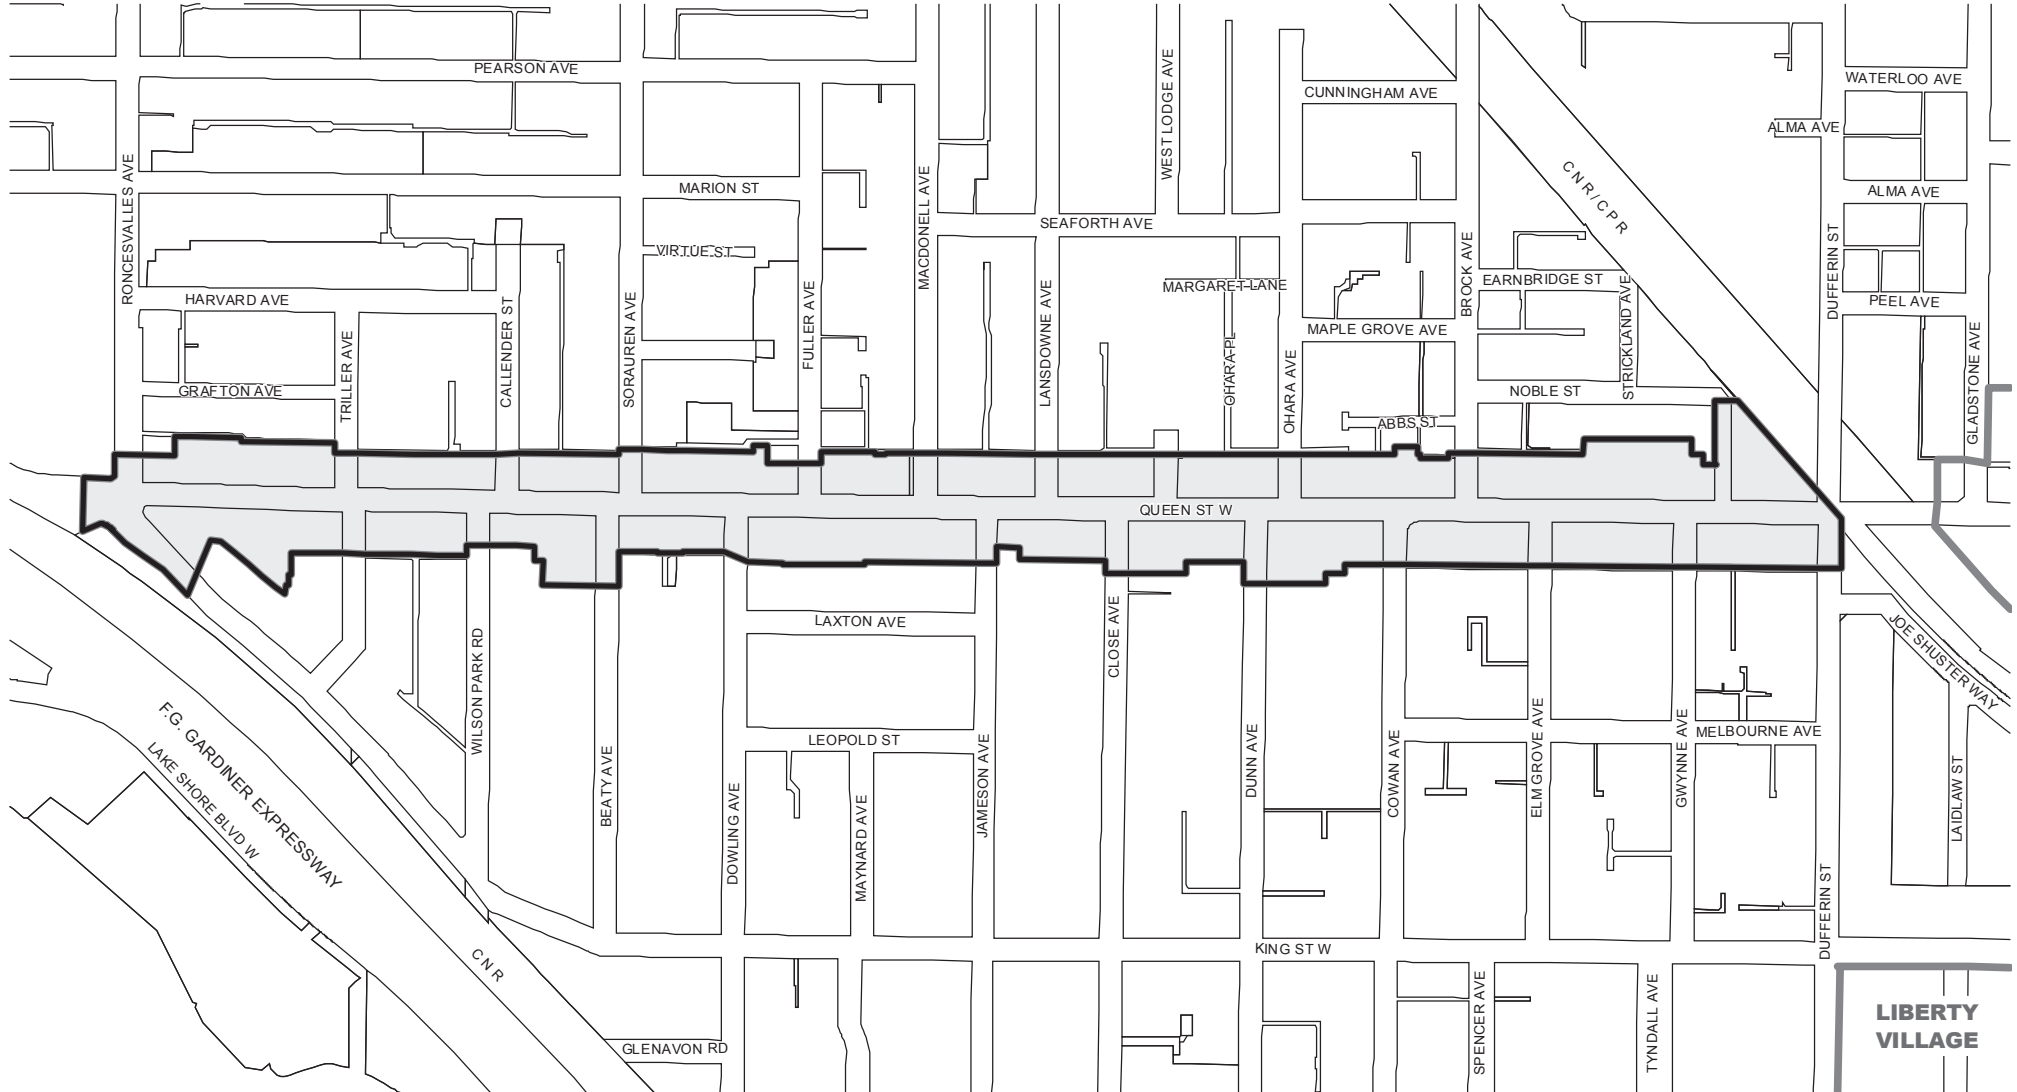 PEARSON AVE
WATERLOO AVE
CUNNINGHAM AVE
WEST LODGE AVE
ALMA AVE
CNR/CPR
RONCESVALLES AVE
MARION ST
ALMA AVE
MACDONELL AVE
SEAFORTH AVE
DUFFERIN ST
VIRTUE ST
BROCK AVE
EARNBRIDGE ST
HARVARD AVE
MARGARET LANE
PEEL AVE
CALLENDER ST
SORAUREN AVE
FULLER AVE
LANSDOWNE AVE
MAPLE GROVE AVE
STRICKLAND AVE
GLADSTONE AVE
TRILLER AVE
OHARA PL
OHARA AVE
GRAFTON AVE
NOBLE ST
ABBS ST
QUEEN ST W
LAXTON AVE
CLOSE AVE
JOE SHUSTER WAY
WILSON PARK RD
F.G. GARDINER EXPRESSWAY
LAKE SHORE BLVD W
LEOPOLD ST
MELBOURNE AVE
BEATY AVE
DOWLING AVE
MAYNARD AVE
JAMESON AVE
DUNN AVE
COWAN AVE
ELM GROVE AVE
GWYNNE AVE
LAIDLAW ST
DUFFERIN ST
CNR
KING ST W
SPENCER AVE
TYNDALL AVE
LIBERTY
VILLAGE
GLENAVON RD